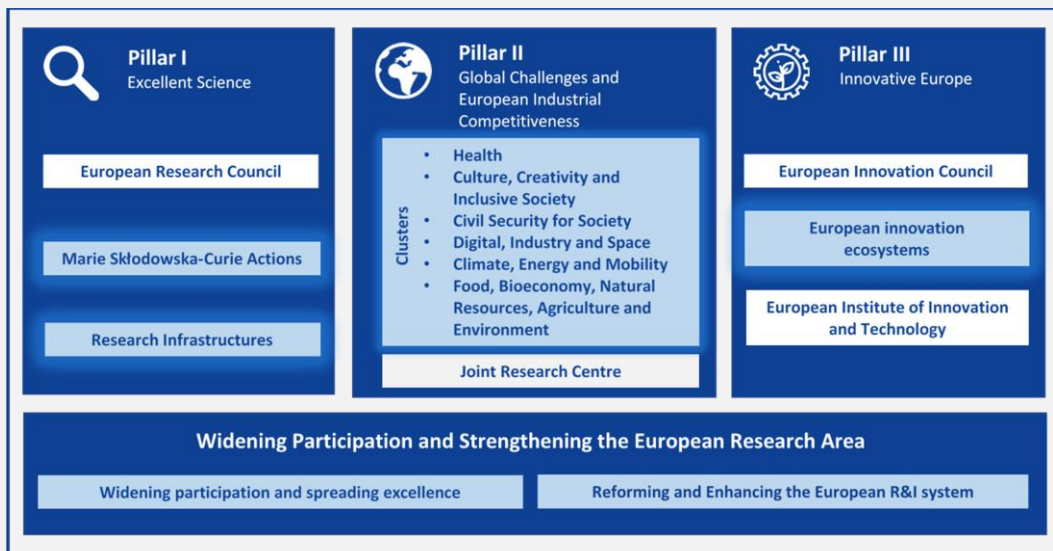 Pillar I
Excellent Science
European Research Council
Marie Skłodowska-Curie Actions
Research Infrastructures
Pillar II
Global Challenges and
European Industrial
Competitiveness
Clusters
• Health
• Culture, Creativity and
Inclusive Society
• Civil Security for Society
• Digital, Industry and Space
• Climate, Energy and Mobility
• Food, Bioeconomy, Natural
Resources, Agriculture and
Environment
Joint Research Centre
Pillar III
Innovative Europe
European Innovation Council
European innovation
ecosystems
European Institute of Innovation
and Technology
Widening Participation and Strengthening the European Research Area
Widening participation and spreading excellence
Reforming and Enhancing the European R&I system